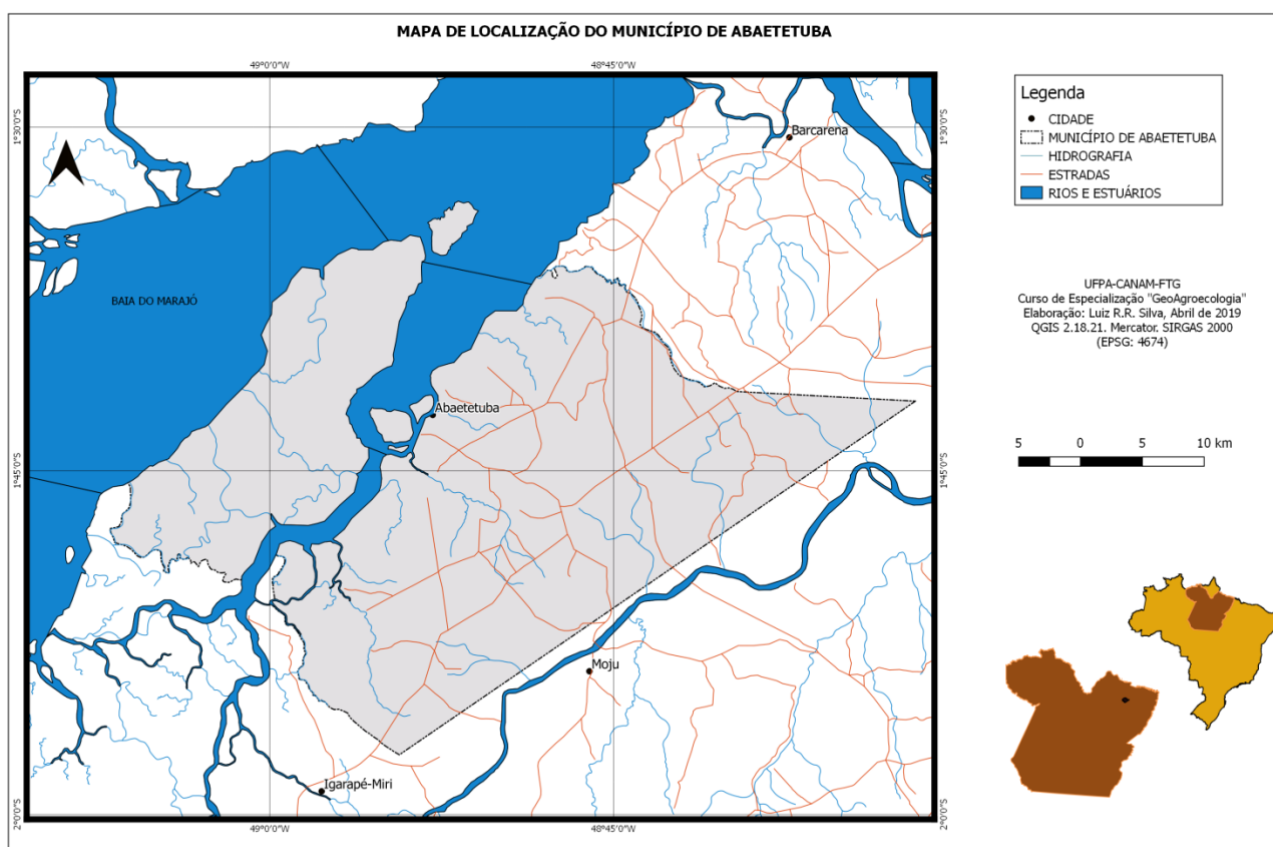 MAPA DE LOCALIZAÇÃO DO MUNICÍPIO DE ABAETETUBA
49°0'0"W
48°45'0"W
1°30'0"S
1°30'0"S
Barcarena
BAIA DO MARAJÓ
Abaetetuba
1°45'0"S
1°45'0"S
Moju
Igarapé-Miri
2°0'0"S
2°0'0"S
49°0'0"W
48°45'0"W
Legenda
CIDADE
MUNICÍPIO DE ABAETETUBA
HIDROGRAFIA
ESTRADAS
RIOS E ESTUÁRIOS
UFPA-CANAM-FTG
Curso de Especialização "GeoAgroecologia"
Elaboração: Luiz R.R. Silva, Abril de 2019
QGIS 2.18.21. Mercator. SIRGAS 2000
(EPSG: 4674)
5 0 5 10 km